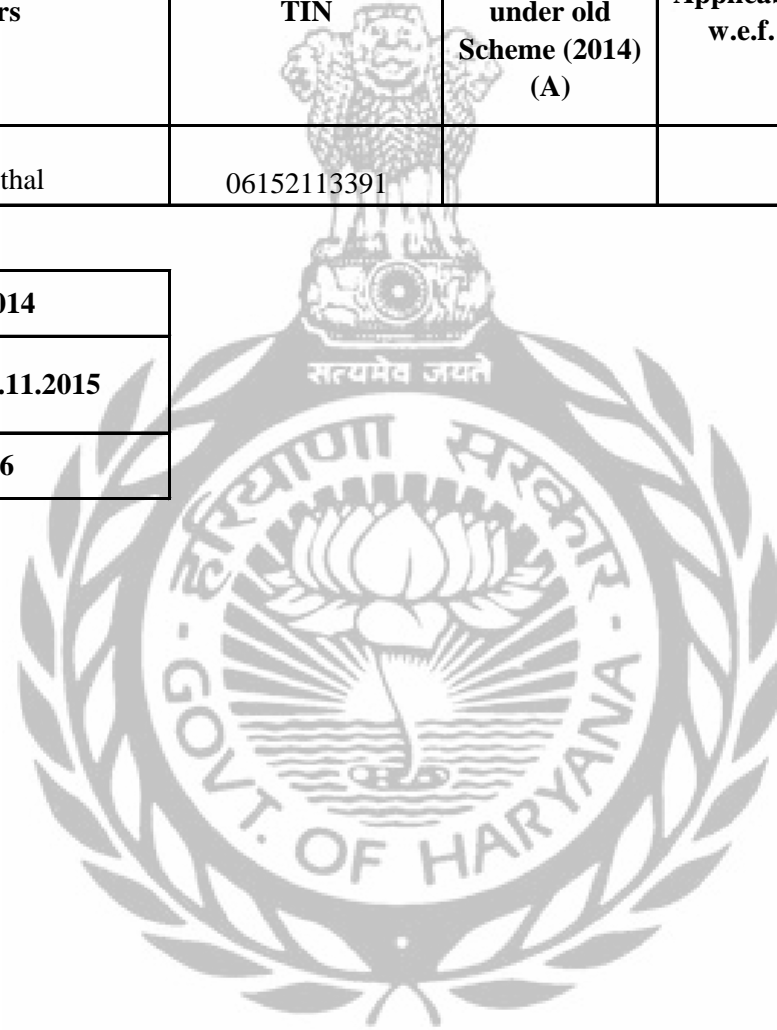 rs TIN under old Scheme (2014) (A) w.e.f.
thal 06152113391
014
.11.2015
6
सत्यमेव जयते
हरियाणा सरकार
GOVT. OF HARYANA